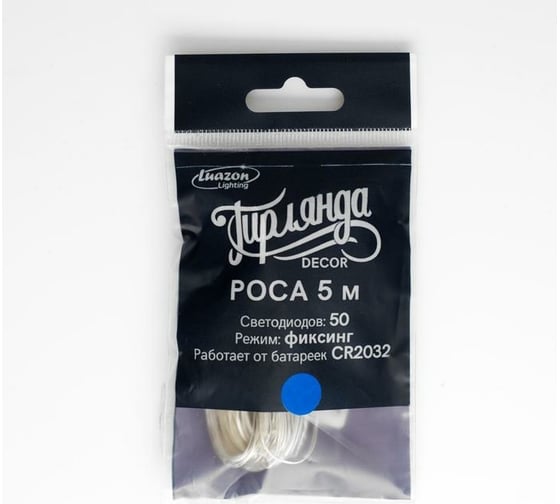 Luazon
Lighting
Гирлянда
DECOR
РОСА 5 м
Светодиодов: 50
Режим: фиксинг
Работает от батареек CR2032